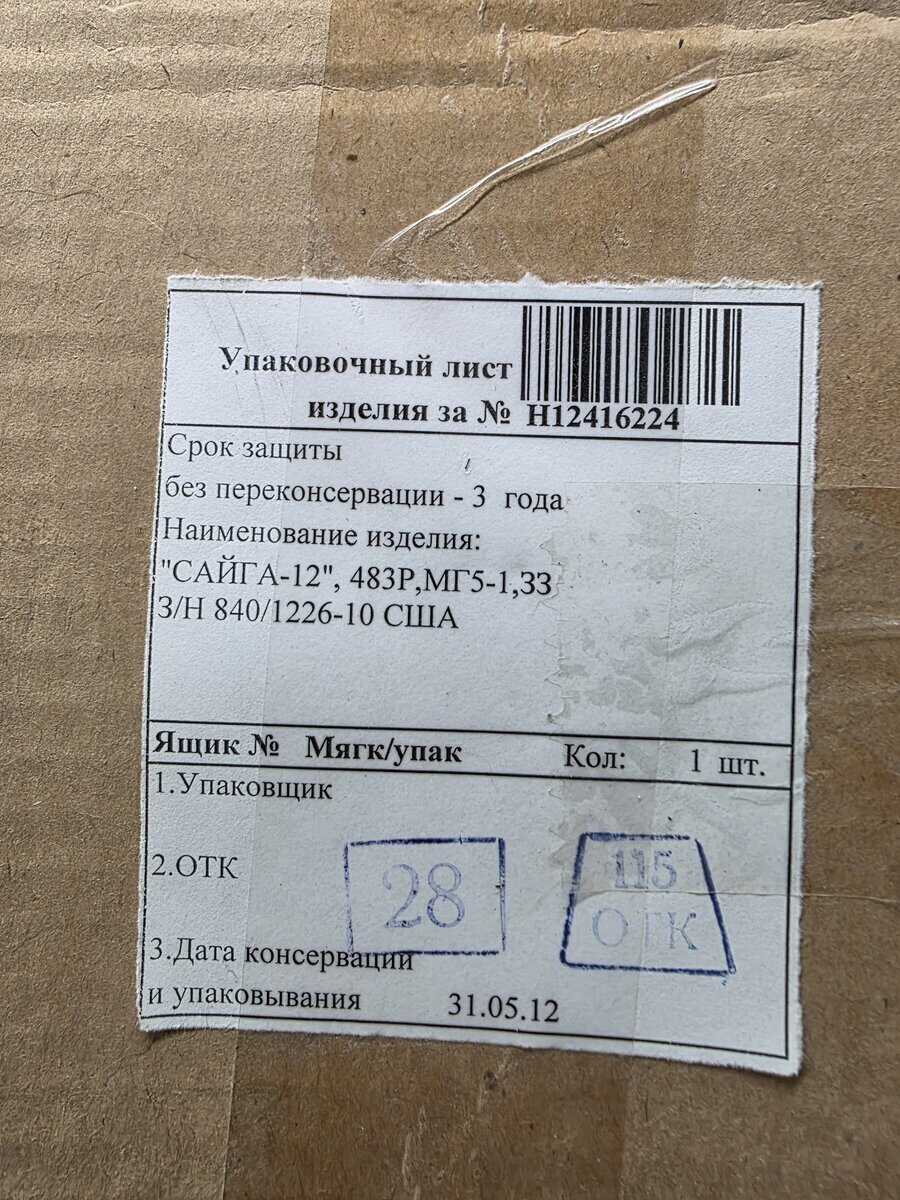 Упаковочный лист
изделия за № Н12416224
Срок защиты
без переконсервации - 3 года
Наименование изделия:
"САЙГА-12", 483Р,МГ5-1,ЗЗ
З/Н 840/1226-10 США
Ящик № Мягк/упак Кол: 1 шт.
1.Упаковщик
2.ОТК
28
115
ОТК
3.Дата консервации
и упаковывания 31.05.12